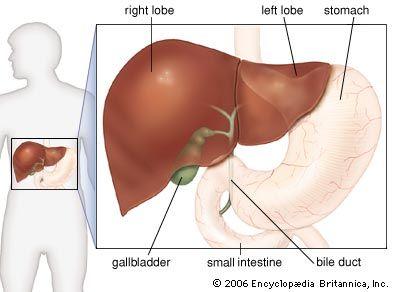 right lobe
left lobe
stomach
gallbladder
small intestine
bile duct
© 2006 Encyclopædia Britannica, Inc.